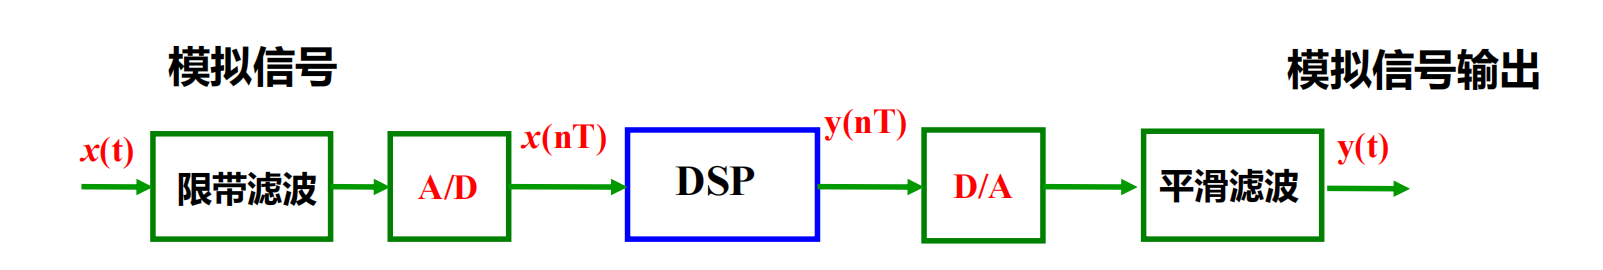 模拟信号
模拟信号输出
x(t)
限带滤波
A/D
x(nT)
DSP
y(nT)
D/A
平滑滤波
y(t)